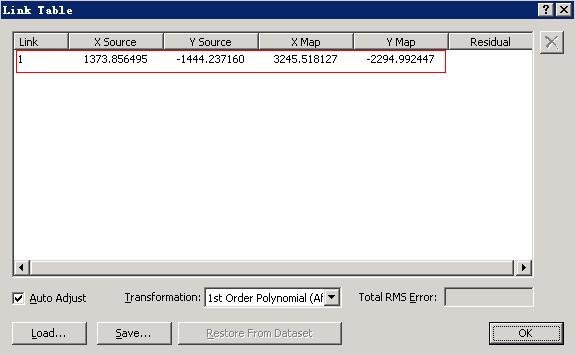 Link Table
Link X Source Y Source X Map Y Map Residual
1 1373.856495 -1444.237160 3245.518127 -2294.992447
Auto Adjust Transformation: 1st Order Polynomial (Af Total RMS Error:
Load... Save... Restore From Dataset OK